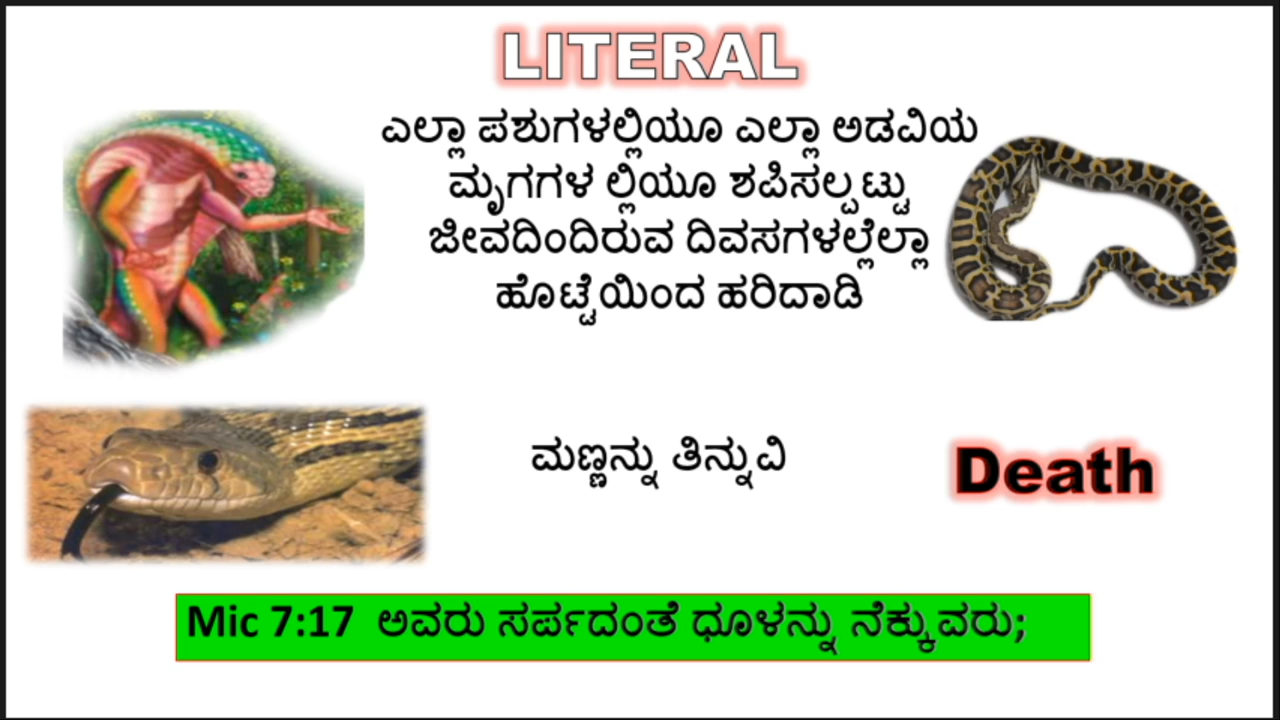 LITERAL
ಎಲ್ಲಾ ಪಶುಗಳಲ್ಲಿಯೂ ಎಲ್ಲಾ ಅಡವಿಯ
ಮೃಗಗಳ ಲ್ಲಿಯೂ ಶಪಿಸಲ್ಪಟ್ಟು
ಜೀವದಿಂದಿರುವ ದಿವಸಗಳಲ್ಲೆಲ್ಲಾ
ಹೊಟ್ಟೆಯಿಂದ ಹರಿದಾಡಿ
ಮಣ್ಣನ್ನು ತಿನ್ನುವಿ
Death
Mic 7:17 ಅವರು ಸರ್ಪದಂತೆ ಧೂಳನ್ನು ನೆಕ್ಕುವರು;